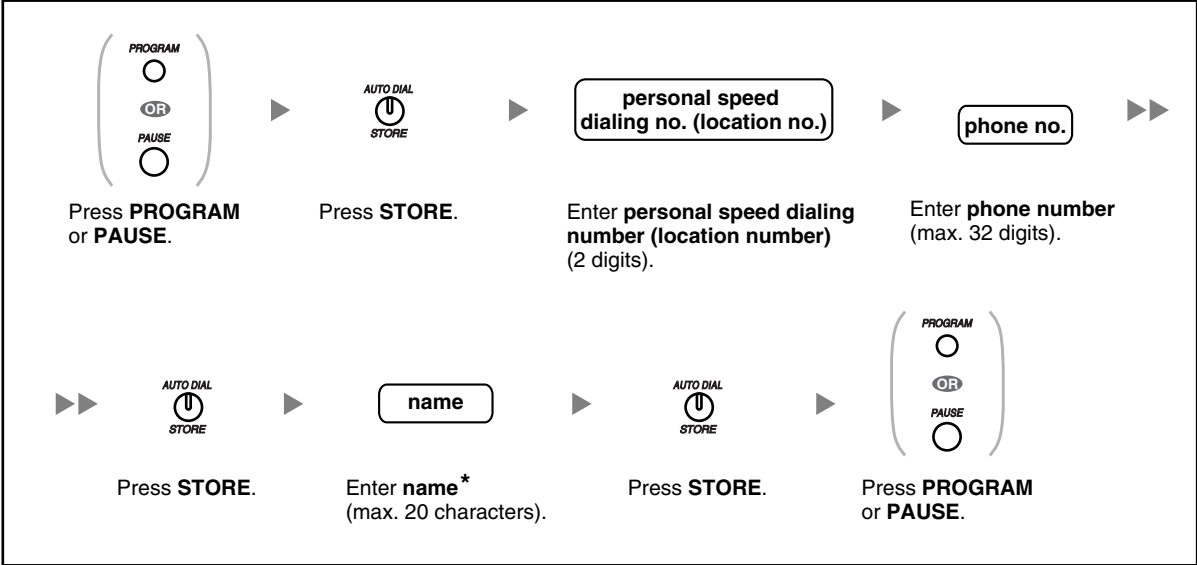 PROGRAM
OR
PAUSE
Press PROGRAM
or PAUSE.
AUTO DIAL
STORE
Press STORE.
personal speed
dialing no. (location no.)
Enter personal speed dialing
number (location number)
(2 digits).
phone no.
Enter phone number
(max. 32 digits).
AUTO DIAL
STORE
Press STORE.
name
Enter name*
(max. 20 characters).
AUTO DIAL
STORE
Press STORE.
PROGRAM
OR
PAUSE
Press PROGRAM
or PAUSE.